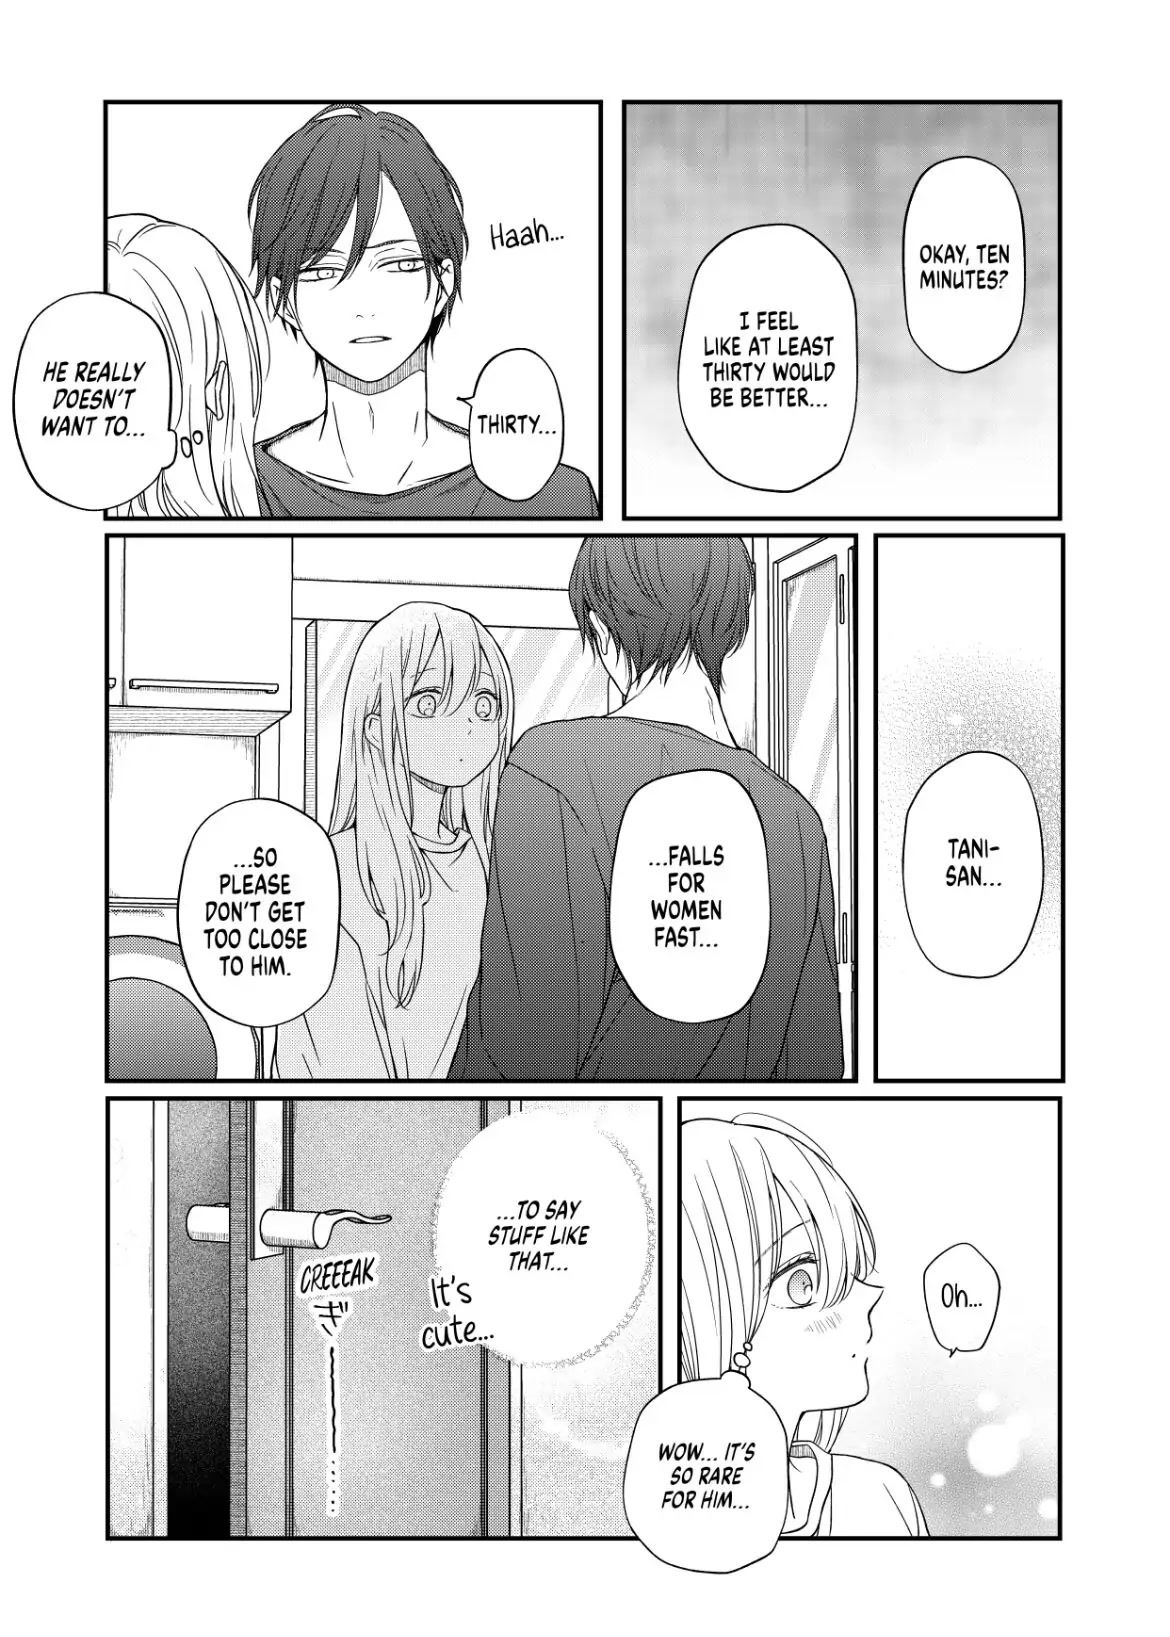 OKAY, TEN
MINUTES?
I FEEL
LIKE AT LEAST
THIRTY WOULD
BE BETTER...
Haah...
THIRTY...
HE REALLY
DOESN'T
WANT TO...
TANI-
SAN...
...FALLS
FOR
WOMEN
FAST...
...SO
PLEASE
DON'T GET
TOO CLOSE
TO HIM.
Oh...
WOW... IT'S
SO RARE
FOR HIM...
...TO SAY
STUFF LIKE
THAT...
It's
cute...
CREEEAK
ぎ......